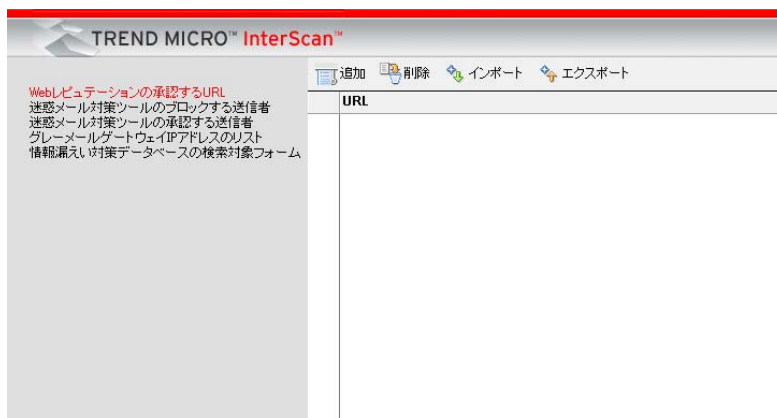 TREND MICRO™ InterScan™
Webレピュテーションの承認するURL
迷惑メール対策ツールのブロックする送信者
迷惑メール対策ツールの承認する送信者
グレーメールゲートウェイIPアドレスのリスト
情報漏えい対策データベースの検索対象フォーム
追加 削除 インポート エクスポート
URL